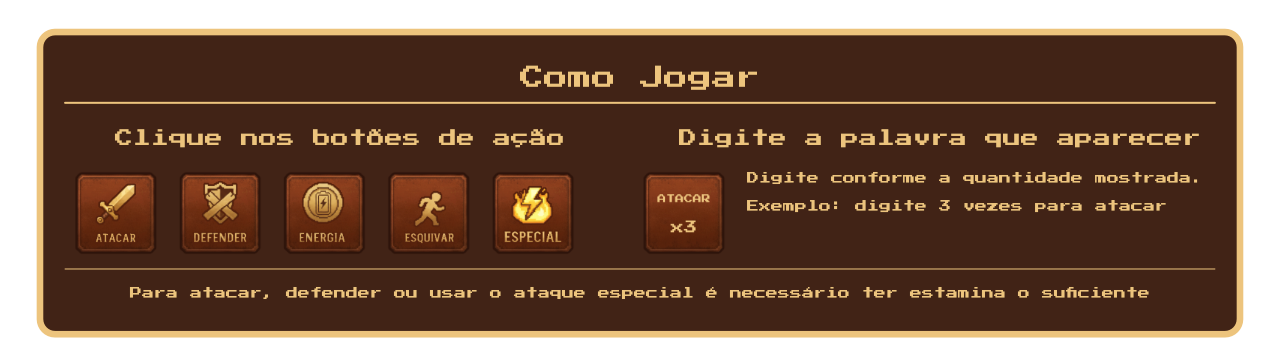 Como Jogar
Clique nos botões de ação
ATACAR
DEFENDER
ENERGIA
ESQUIVAR
ESPECIAL
Digite a palavra que aparecer
ATACAR
x3
Digite conforme a quantidade mostrada.
Exemplo: digite 3 vezes para atacar
Para atacar, defender ou usar o ataque especial é necessário ter estamina o suficiente